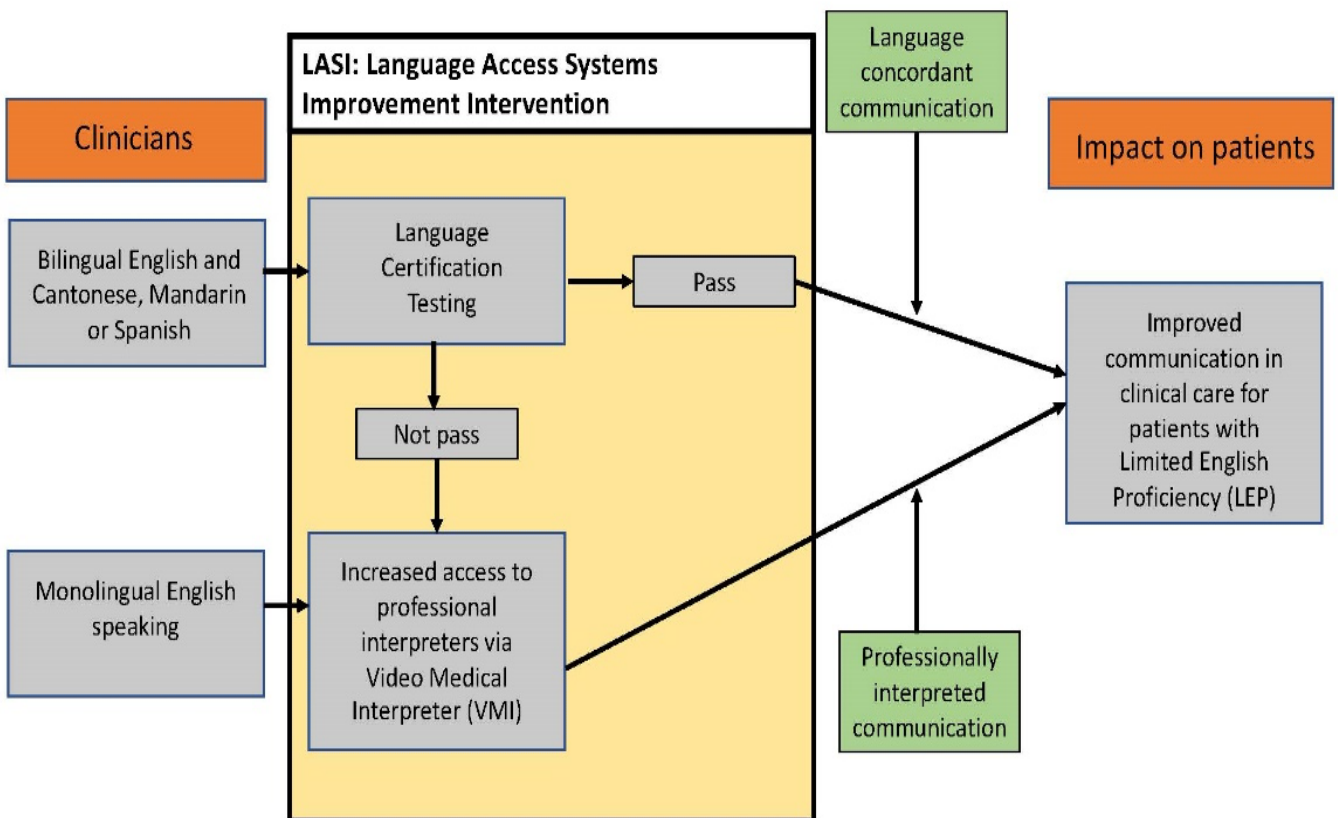 LASI: Language Access Systems
Improvement Intervention
Clinicians
Language
concordant
communication
Impact on patients
Bilingual English and
Cantonese, Mandarin
or Spanish
Language
Certification
Testing
Pass
Not pass
Improved
communication in
clinical care for
patients with
Limited English
Proficiency (LEP)
Monolingual English
speaking
Increased access to
professional
interpreters via
Video Medical
Interpreter (VMI)
Professionally
interpreted
communication